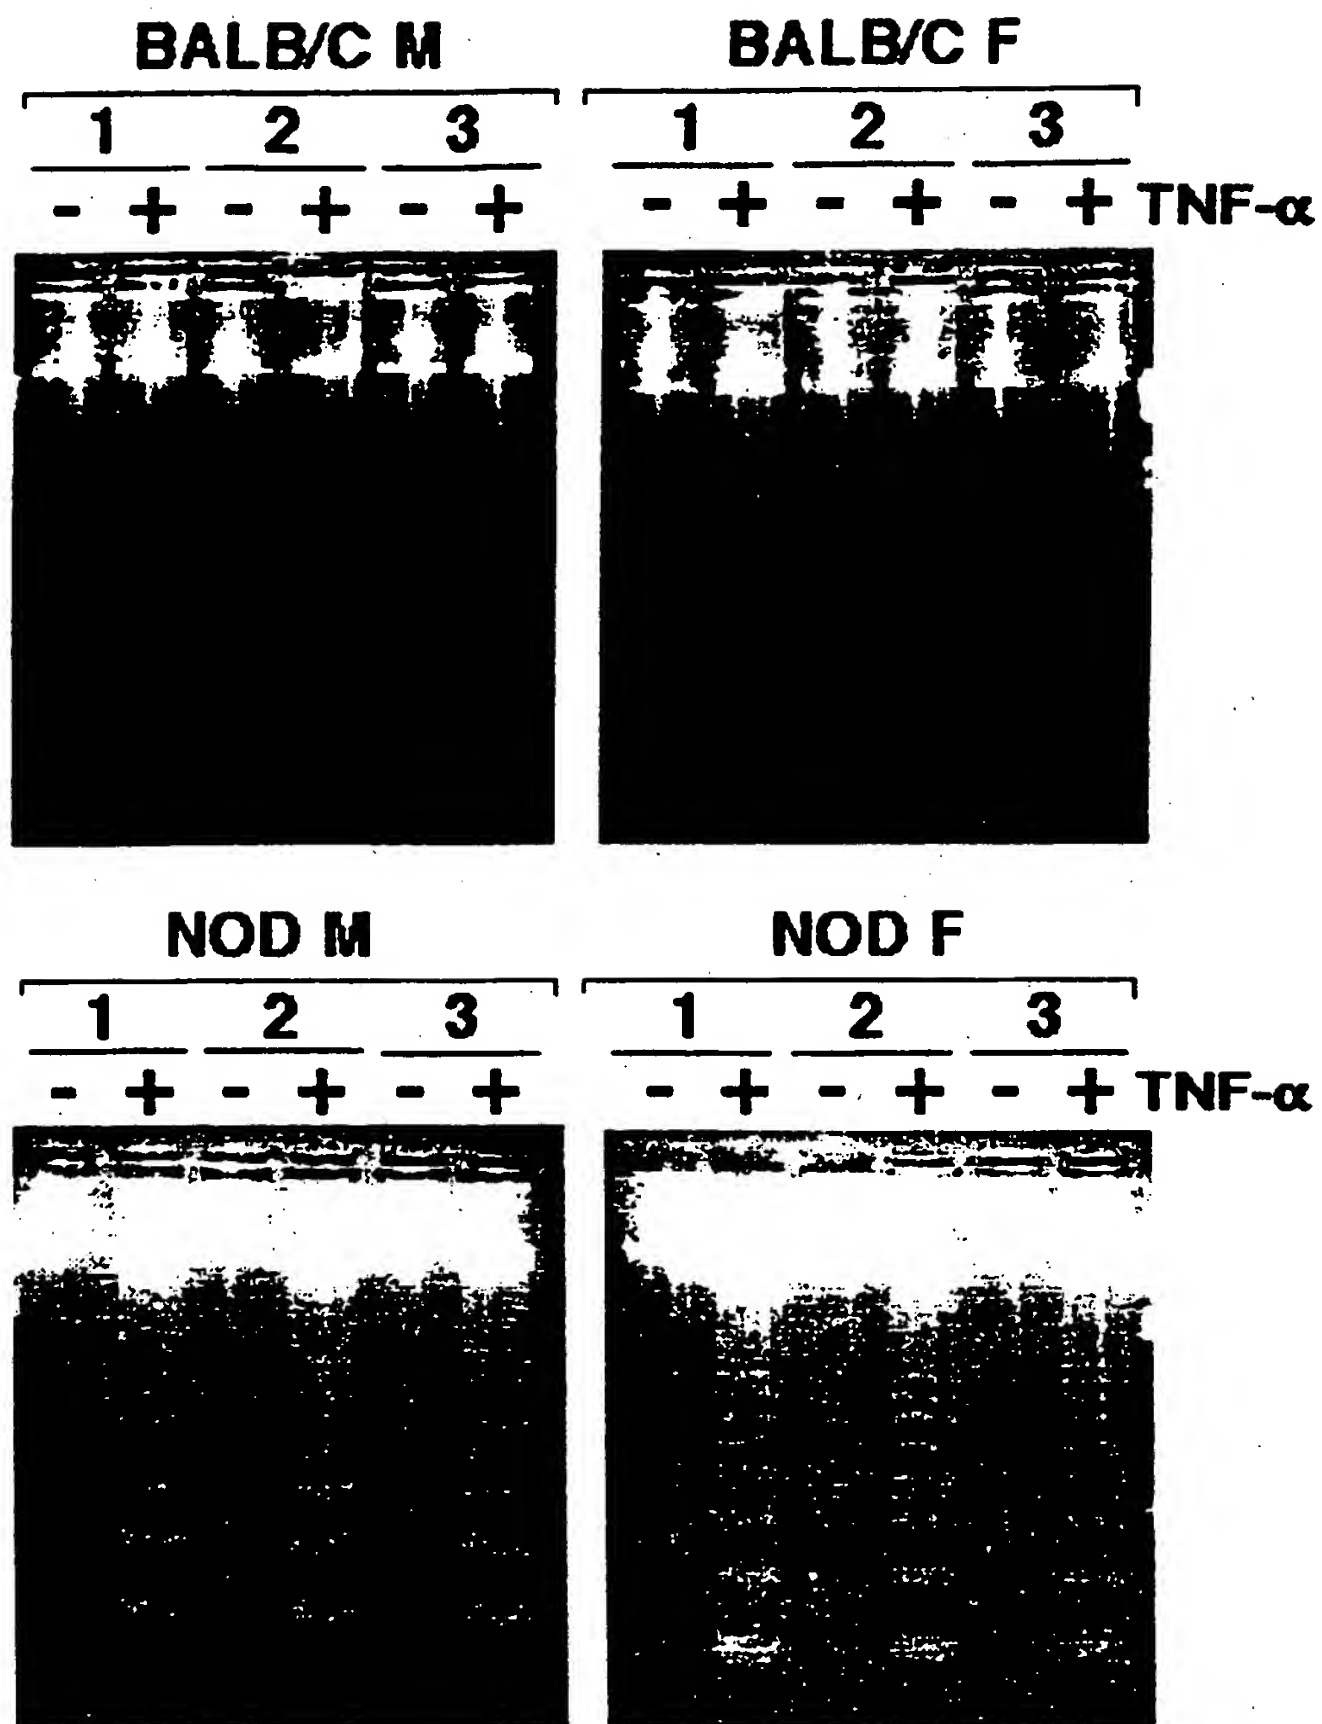 BALB/C M BALB/C F
1 2 3 1 2 3
- + - + - + - + - + - + TNF-α
NOD M NOD F
1 2 3 1 2 3
- + - + - + - + - + - + TNF-α